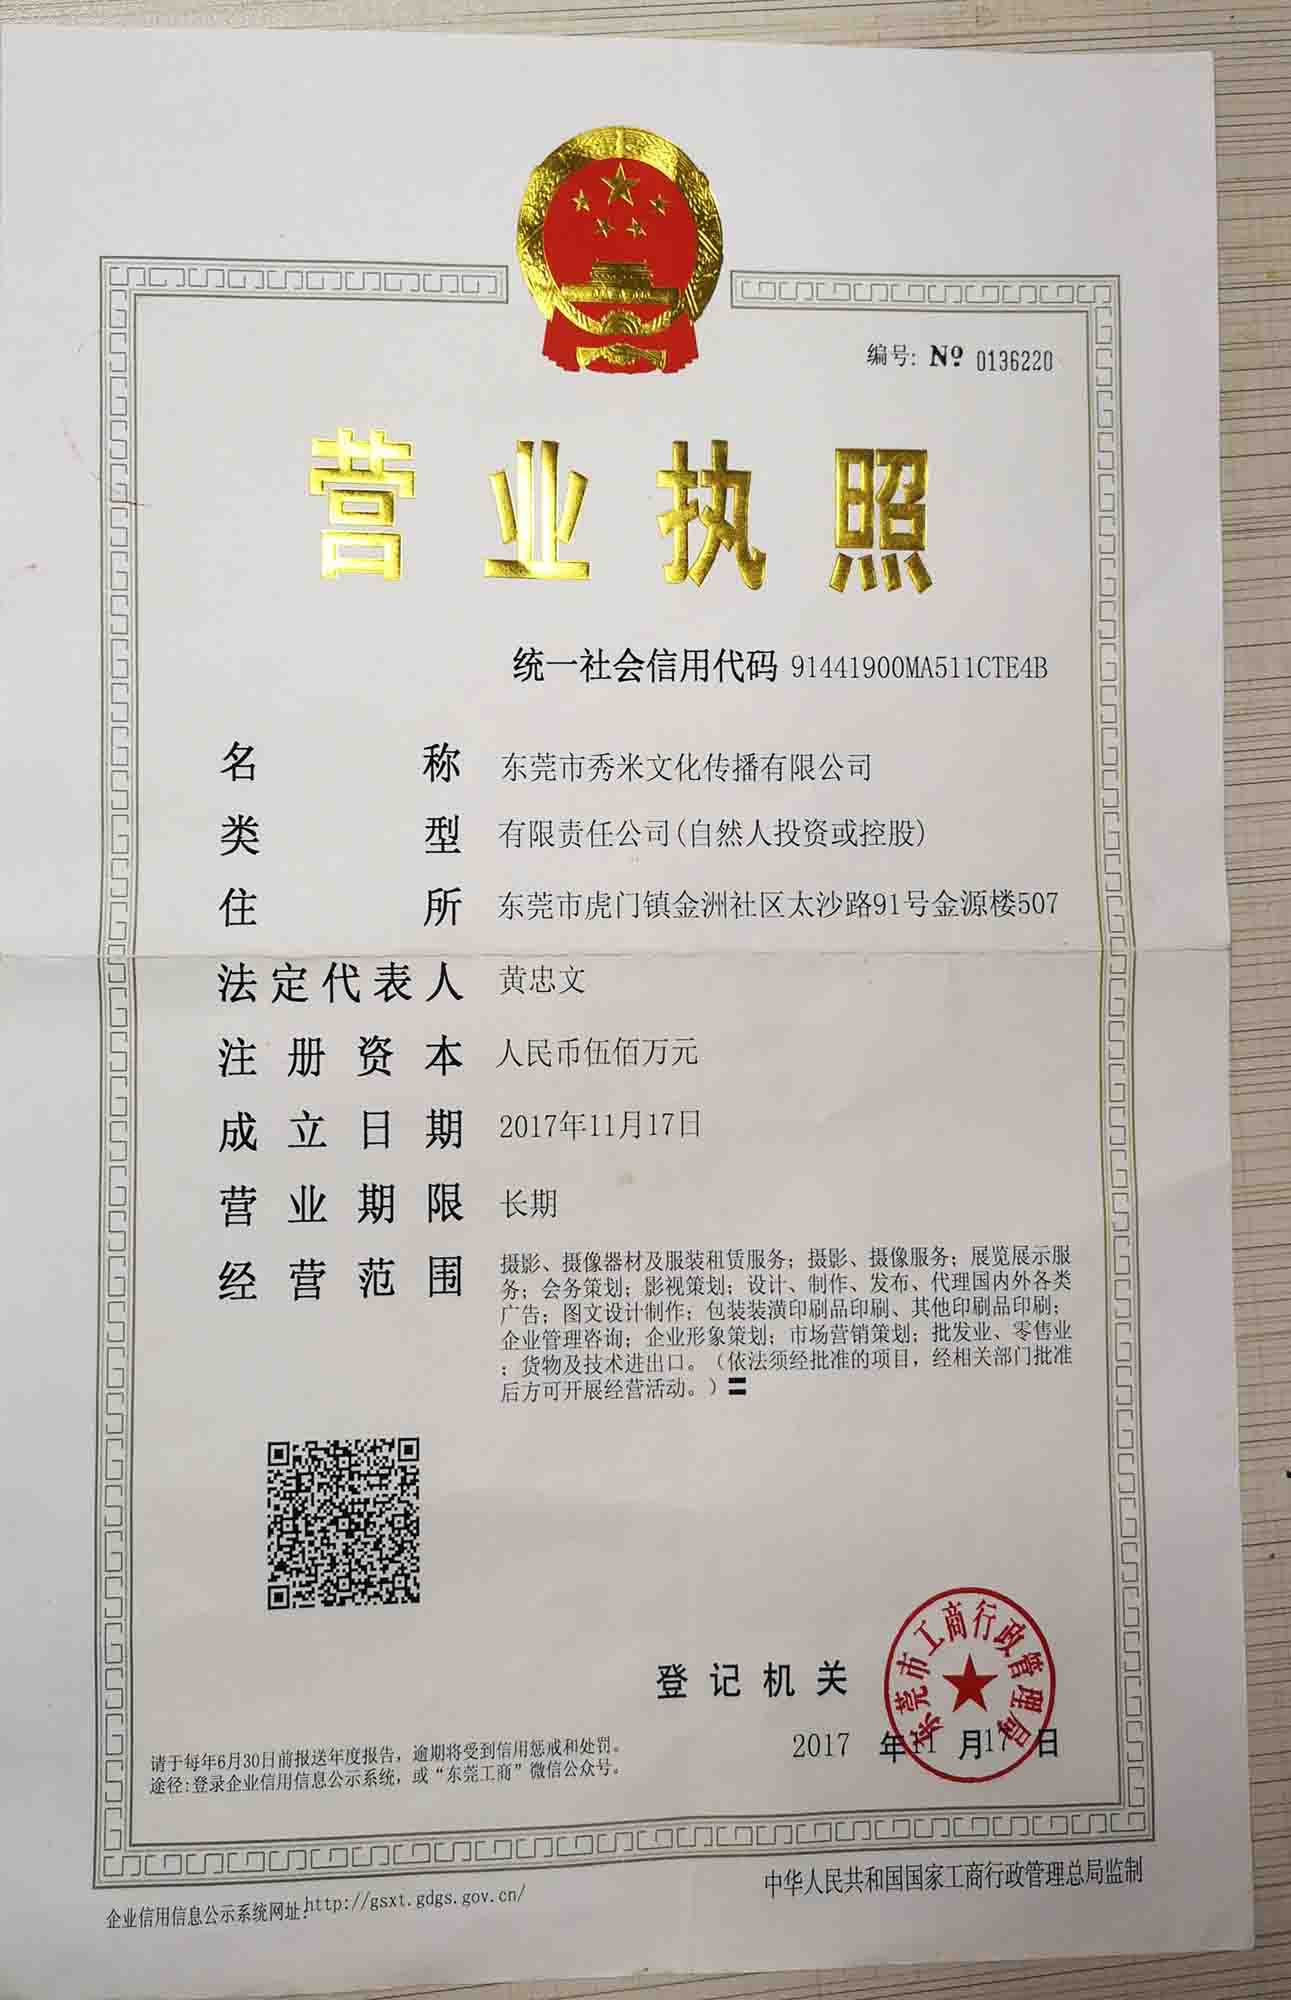 编号: Nº 0136220
营业执照
统一社会信用代码 91441900MA511CTE4B
名称 东莞市秀米文化传播有限公司
类型 有限责任公司(自然人投资或控股)
住所 东莞市虎门镇金洲社区太沙路91号金源楼507
法定代表人 黄忠文
注册资本 人民币伍佰万元
成立日期 2017年11月17日
营业期限 长期
经营范围 摄影、摄像器材及服装租赁服务；摄影、摄像服务；展览展示服
务；会务策划；影视策划；设计、制作、发布、代理国内外各类
广告；图文设计制作；包装装潢印刷品印刷、其他印刷品印刷；
企业管理咨询；企业形象策划；市场营销策划；批发业、零售业
；货物及技术进出口。（依法须经批准的项目，经相关部门批准
后方可开展经营活动。）〓
东莞市工商行政管理局
登记机关
2017 年11 月17 日
请于每年6月30日前报送年度报告，逾期将受到信用惩戒和处罚。
途径:登录企业信用信息公示系统，或“东莞工商”微信公众号。
企业信用信息公示系统网址:http://gsxt.gdgs.gov.cn/
中华人民共和国国家工商行政管理总局监制